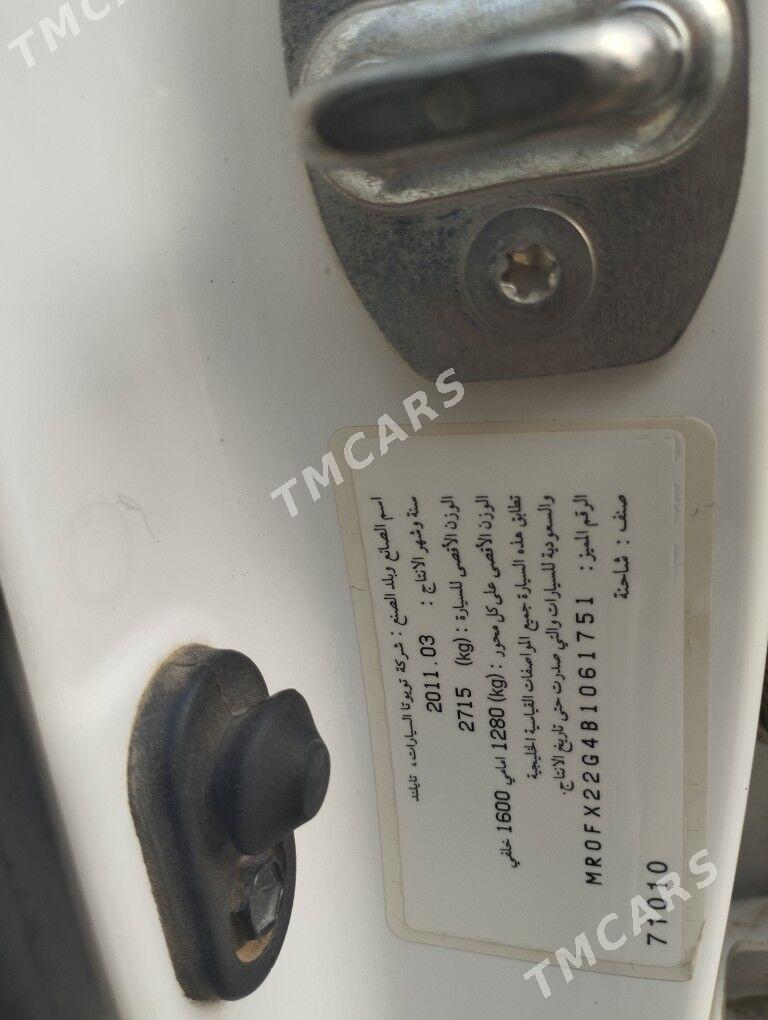 اسم الصانع وبلد الصنع : شركة تويوتا السيارات، تايلند
سنة وشهر الانتاج : 2011.03
الوزن الأقصى للسيارة : (kg) 2715
الوزن الأقصى على كل محور : (kg) 1280 امامي 1600 خلفي
تطابق هذه السيارة جميع المواصفات القياسية الخليجية
والسعودية للسيارات والتي صدرت حتى تاريخ الانتاج.
الرقم المميز : MR0FX22G4B1061751
صنف : شاحنة
71010
TMCARS
TMCARS
TMCARS